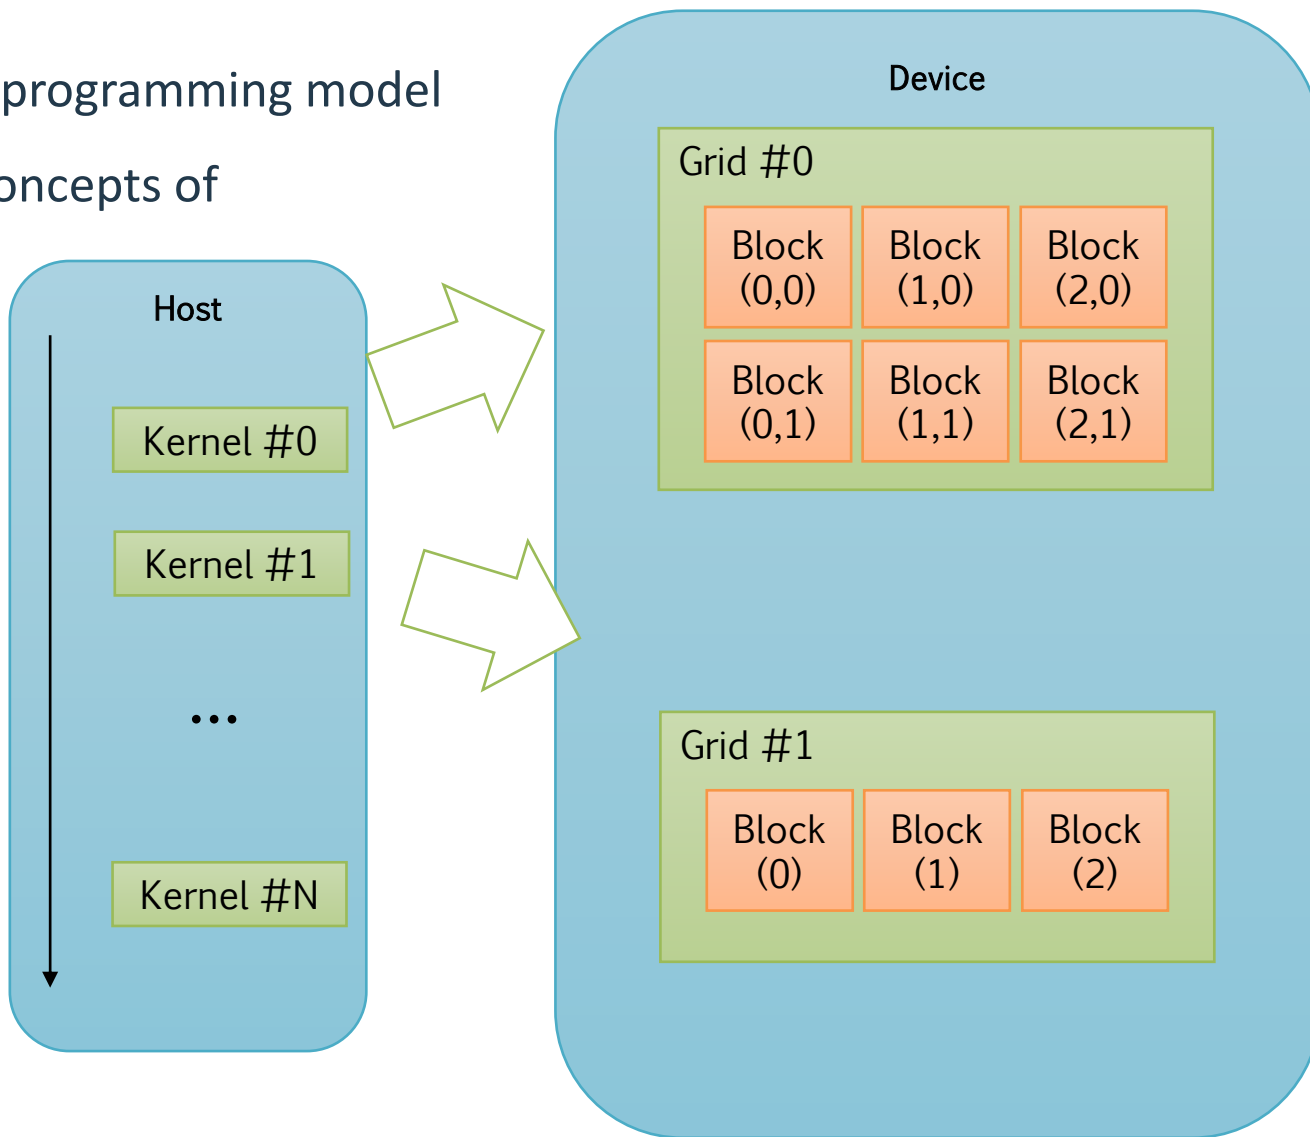 programming model
oncepts of
Host
Kernel #0
Kernel #1
...
Kernel #N
Device
Grid #0
Block
(0,0)
Block
(1,0)
Block
(2,0)
Block
(0,1)
Block
(1,1)
Block
(2,1)
Grid #1
Block
(0)
Block
(1)
Block
(2)